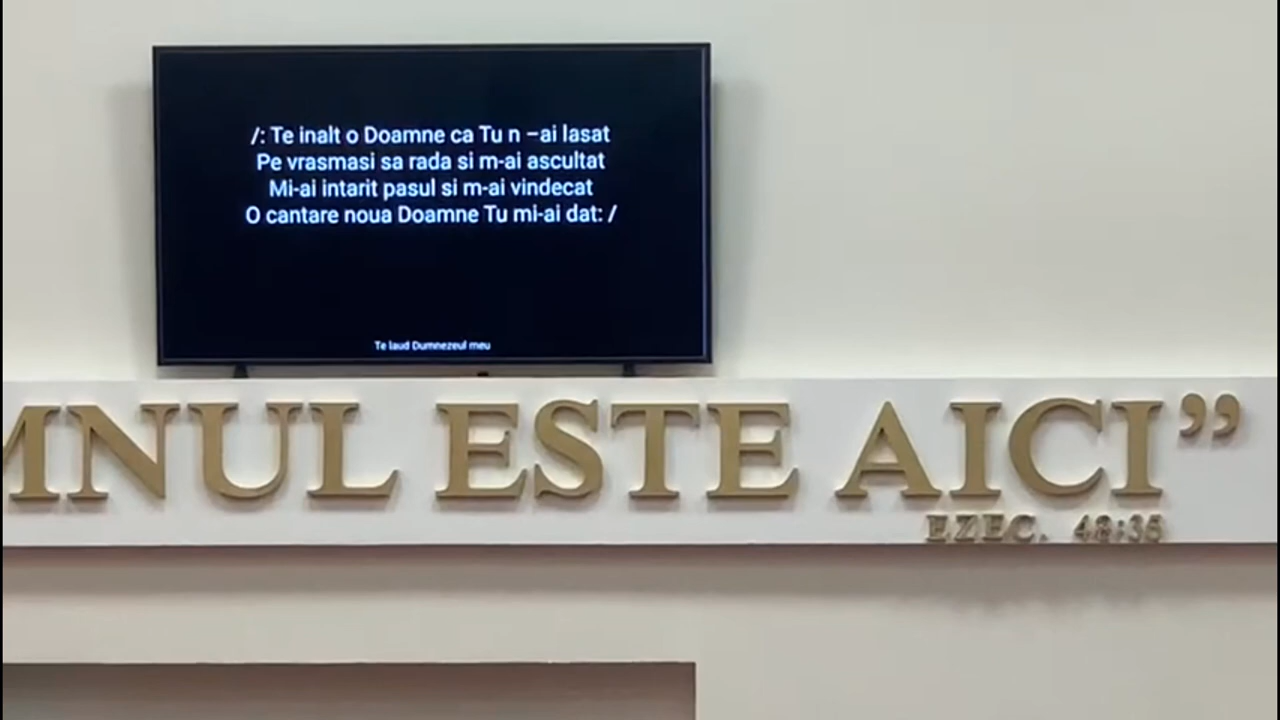 /: Te inalt o Doamne ca Tu n –ai lasat
Pe vrasmasi sa rada si m-ai ascultat
Mi-ai intarit pasul si m-ai vindecat
O cantare noua Doamne Tu mi-ai dat: /
Te laud Dumnezeul meu
MNUL ESTE AICI”
EZEC. 48:35